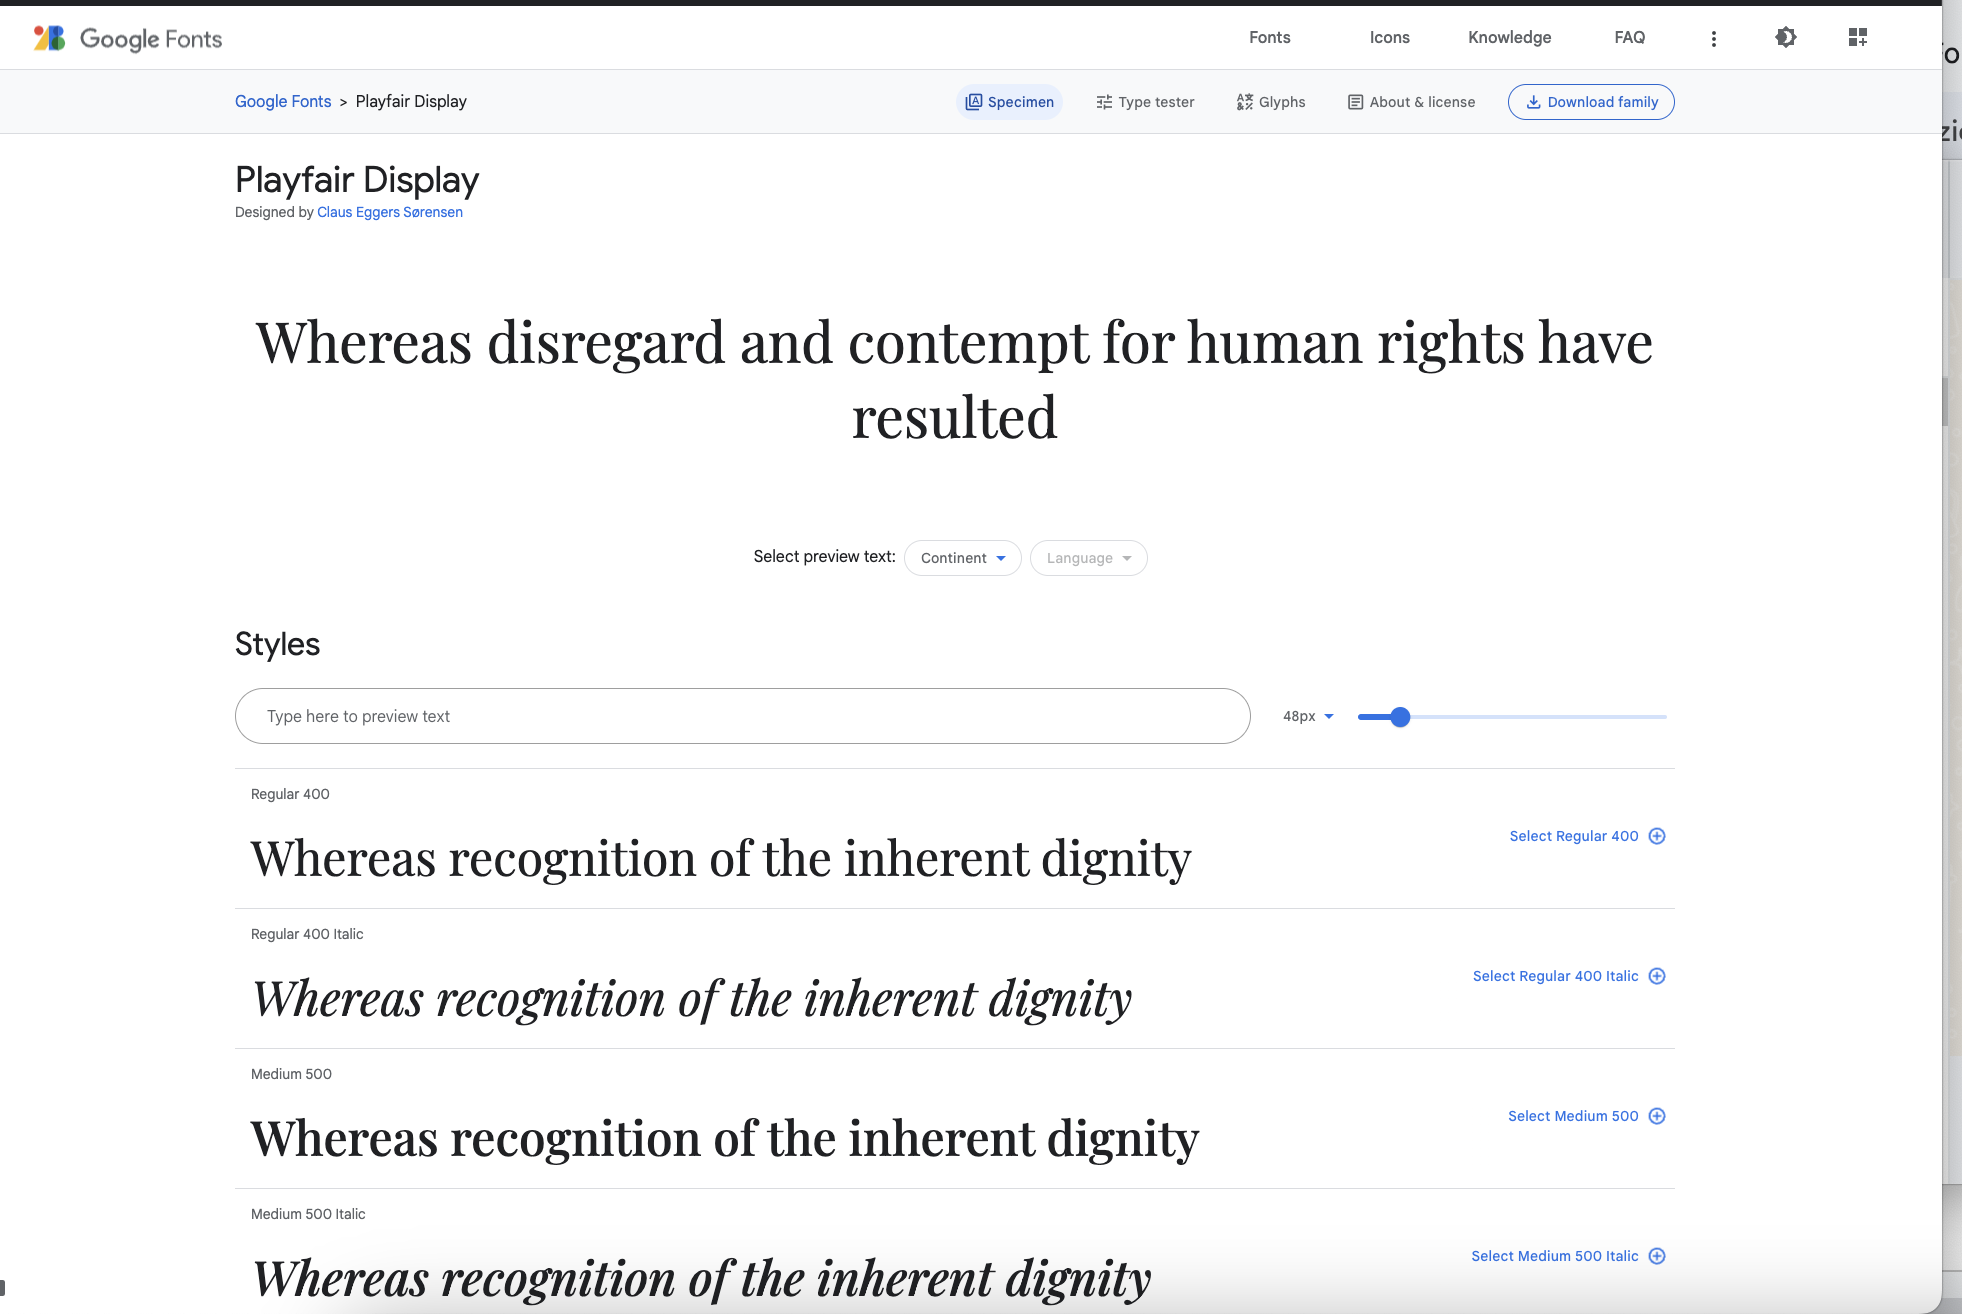 Google Fonts
Fonts Icons Knowledge FAQ
Google Fonts > Playfair Display
Specimen Type tester Glyphs About & license Download family
Playfair Display
Designed by Claus Eggers Sørensen
Whereas disregard and contempt for human rights have
resulted
Select preview text: Continent Language
Styles
Type here to preview text 48px
Regular 400
Whereas recognition of the inherent dignity
Select Regular 400
Regular 400 Italic
Whereas recognition of the inherent dignity
Select Regular 400 Italic
Medium 500
Whereas recognition of the inherent dignity
Select Medium 500
Medium 500 Italic
Whereas recognition of the inherent dignity
Select Medium 500 Italic